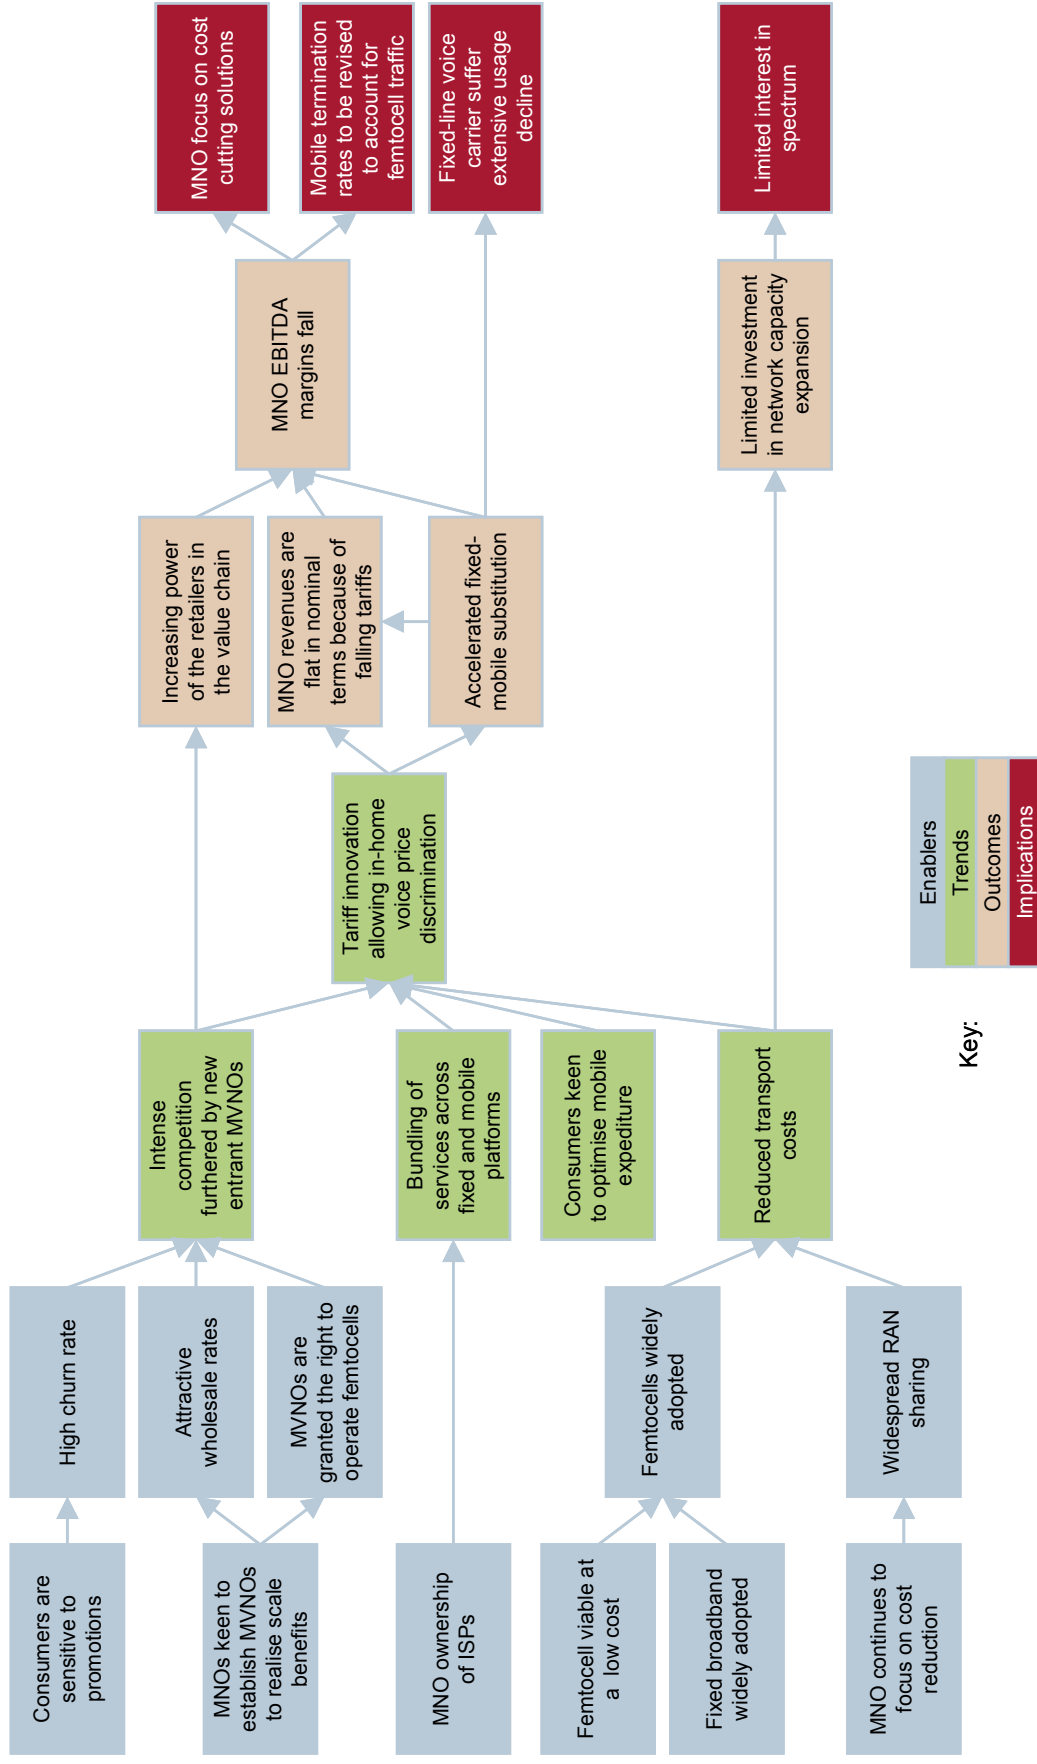 Consumers are
sensitive to
promotions
MNOs keen to
establish MVNOs
to realise scale
benefits
MNO ownership
of ISPs
Femtocell viable at
a low cost
Fixed broadband
widely adopted
MNO continues to
focus on cost
reduction
High churn rate
Attractive
wholesale rates
MVNOs are
granted the right to
operate femtocells
Femtocells widely
adopted
Widespread RAN
sharing
Intense
competition
furthered by new
entrant MVNOs
Bundling of
services across
fixed and mobile
platforms
Consumers keen
to optimise mobile
expediture
Reduced transport
costs
Tariff innovation
allowing in-home
voice price
discrimination
Increasing power
of the retailers in
the value chain
MNO revenues are
flat in nominal
terms because of
falling tariffs
Accelerated fixed-
mobile substitution
MNO EBITDA
margins fall
Limited investment
in network capacity
expansion
MNO focus on cost
cutting solutions
Mobile termination
rates to be revised
to account for
femtocell traffic
Fixed-line voice
carrier suffer
extensive usage
decline
Limited interest in
spectrum
Key:
Enablers
Trends
Outcomes
Implications